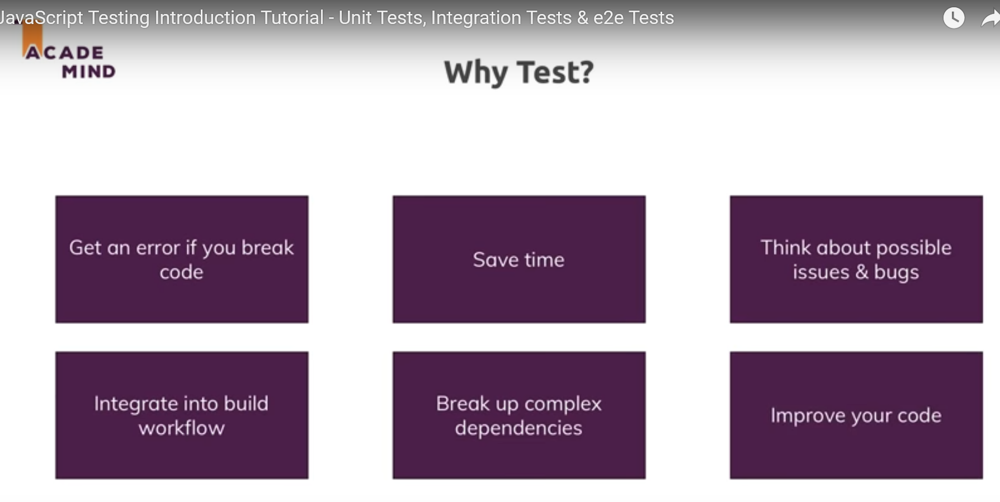 JavaScript Testing Introduction Tutorial - Unit Tests, Integration Tests & e2e Tests
ACADE
MIND
Why Test?
Get an error if you break
code
Save time
Think about possible
issues & bugs
Integrate into build
workflow
Break up complex
dependencies
Improve your code